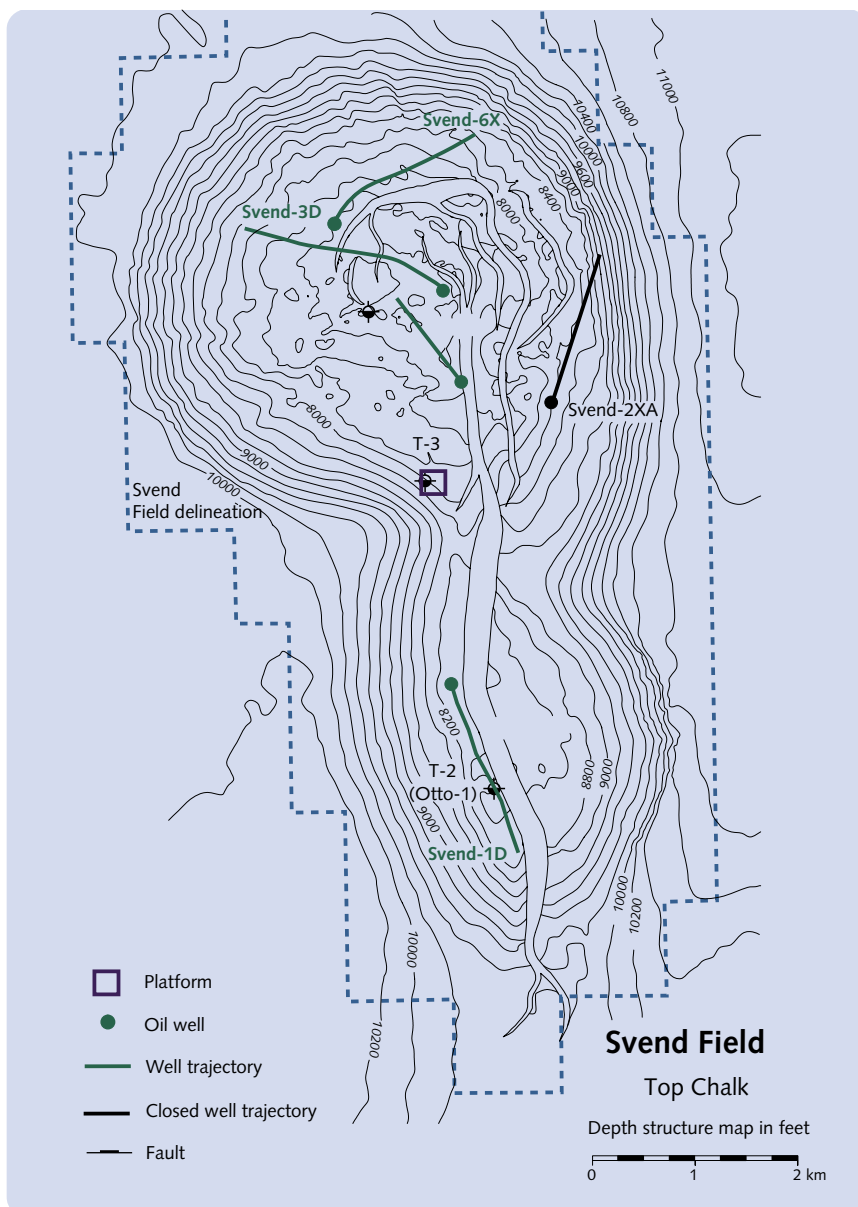 11000
10800
10400
10000
9600
9000
8400
8000
Svend-6X
Svend-3D
Svend-2XA
8000
9000
10000
T-3
Svend
Field delineation
8200
T-2
(Otto-1)
8800
9000
9000
Svend-1D
10000
10200
10000
10200
Platform
Oil well
Well trajectory
Closed well trajectory
Fault
Svend Field
Top Chalk
Depth structure map in feet
0 1 2 km